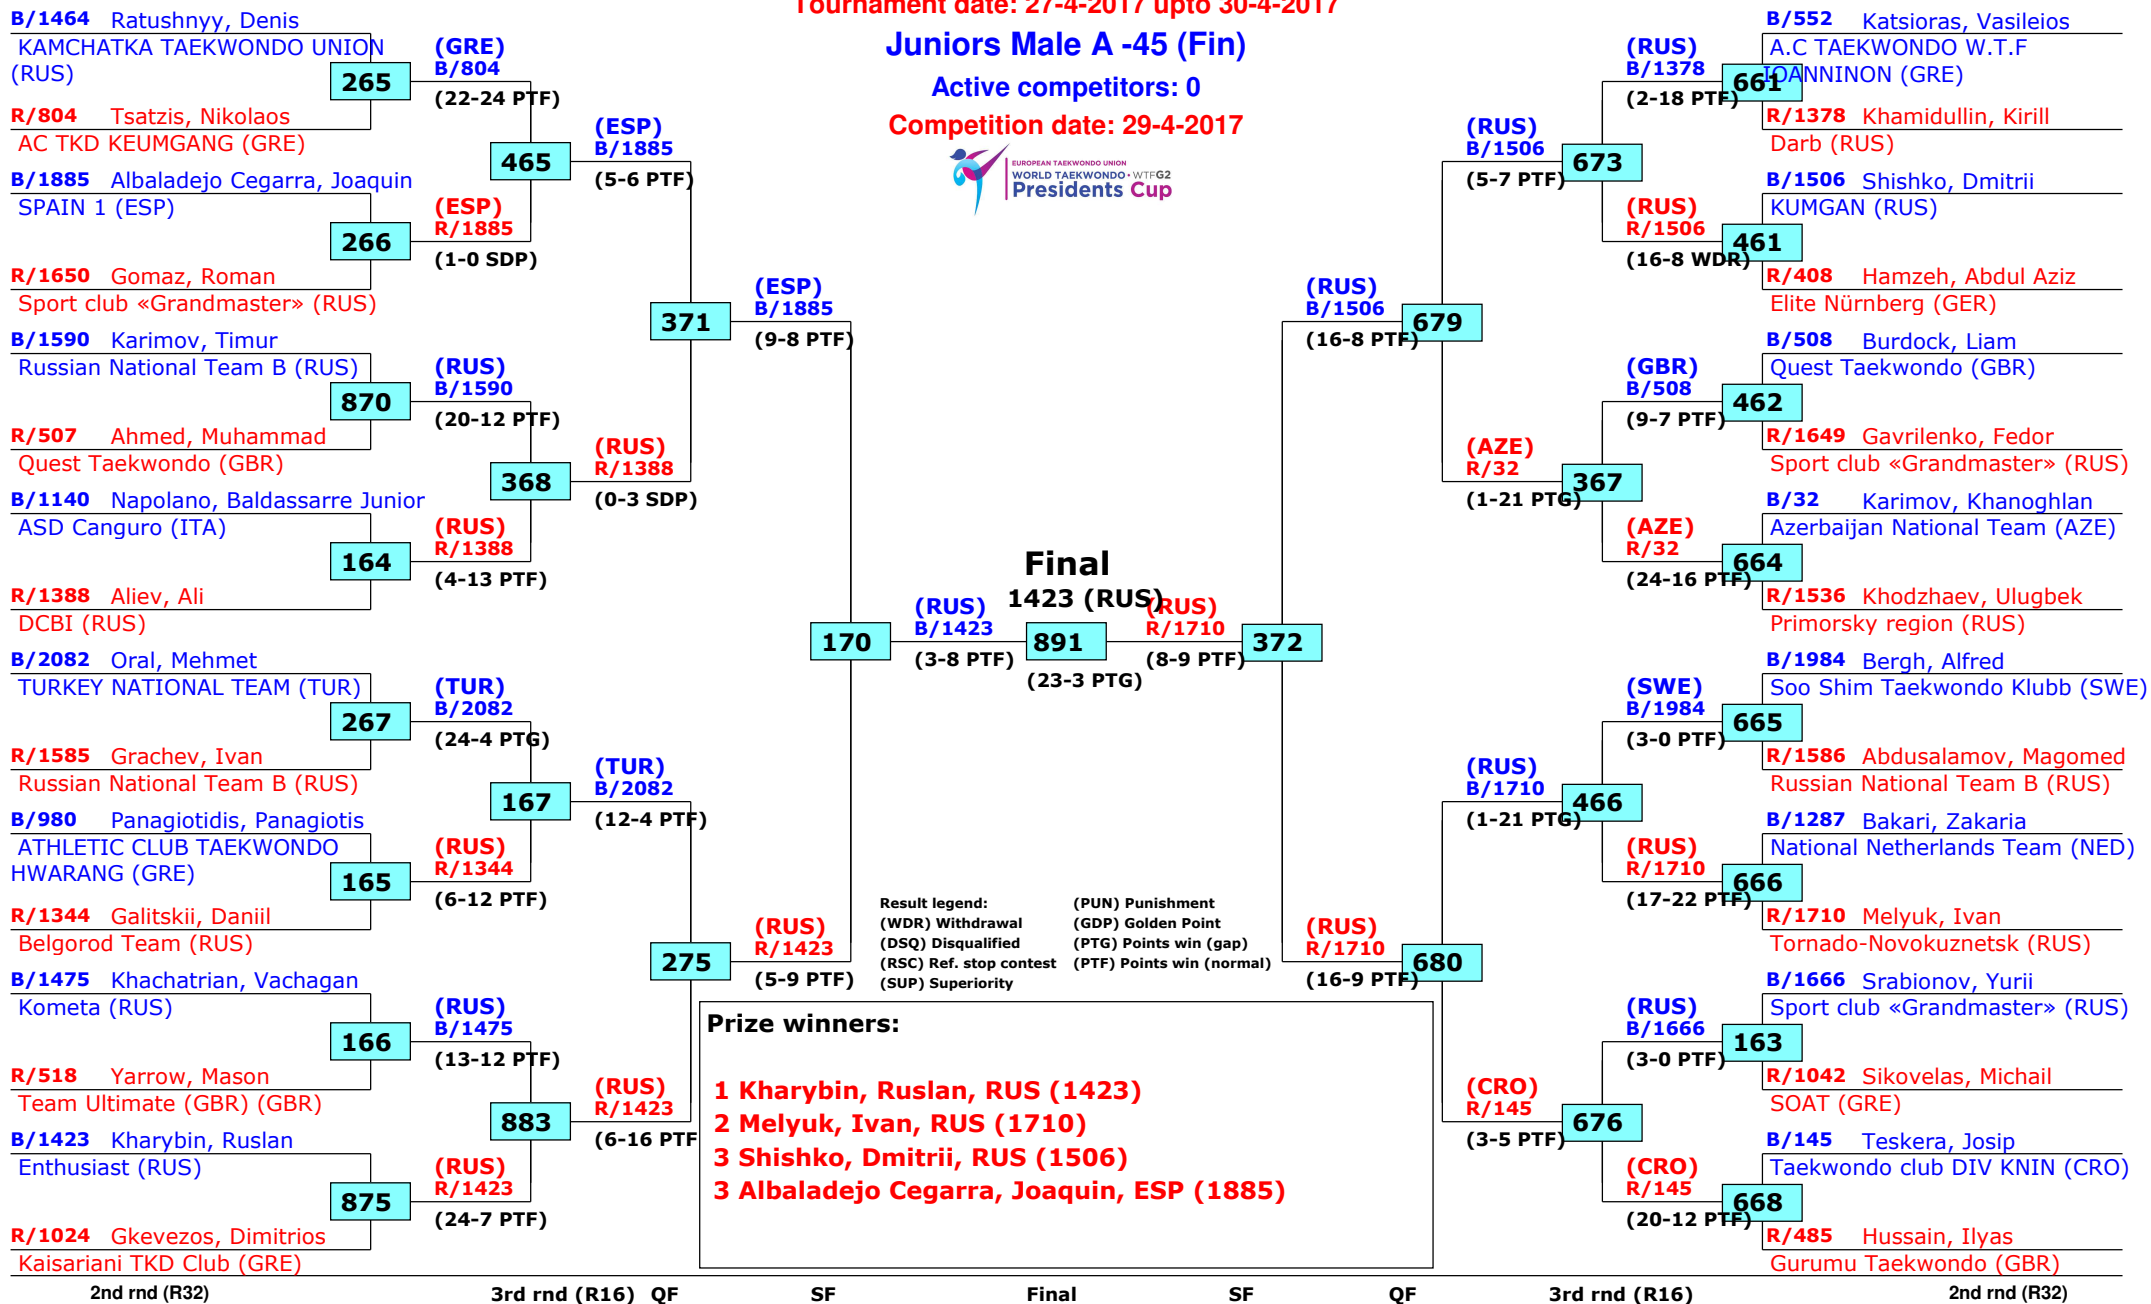 Tournament date: 27-4-2017 upto 30-4-2017
Juniors Male A -45 (Fin)
Active competitors: 0
Competition date: 29-4-2017
EUROPEAN TAEKWONDO UNION
WORLD TAEKWONDO • WTF G2
Presidents Cup
B/1464 Ratushnyy, Denis
KAMCHATKA TAEKWONDO UNION
(RUS)
265
R/804 Tsatzis, Nikolaos
AC TKD KEUMGANG (GRE)
B/1885 Albaladejo Cegarra, Joaquin
SPAIN 1 (ESP)
266
R/1650 Gomaz, Roman
Sport club «Grandmaster» (RUS)
B/1590 Karimov, Timur
Russian National Team B (RUS)
870
R/507 Ahmed, Muhammad
Quest Taekwondo (GBR)
B/1140 Napolano, Baldassarre Junior
ASD Canguro (ITA)
164
R/1388 Aliev, Ali
DCBI (RUS)
B/2082 Oral, Mehmet
TURKEY NATIONAL TEAM (TUR)
267
R/1585 Grachev, Ivan
Russian National Team B (RUS)
B/980 Panagiotidis, Panagiotis
ATHLETIC CLUB TAEKWONDO
HWARANG (GRE)
165
R/1344 Galitskii, Daniil
Belgorod Team (RUS)
B/1475 Khachatrian, Vachagan
Kometa (RUS)
166
R/518 Yarrow, Mason
Team Ultimate (GBR) (GBR)
B/1423 Kharybin, Ruslan
Enthusiast (RUS)
875
R/1024 Gkevezos, Dimitrios
Kaisariani TKD Club (GRE)
(GRE)
B/804
(22-24 PTF)
465
(ESP)
R/1885
(1-0 SDP)
(RUS)
B/1590
(20-12 PTF)
368
(RUS)
R/1388
(4-13 PTF)
(TUR)
B/2082
(24-4 PTG)
167
(RUS)
R/1344
(6-12 PTF)
(RUS)
B/1475
(13-12 PTF)
883
(RUS)
R/1423
(24-7 PTF)
(ESP)
B/1885
(5-6 PTF)
371
(RUS)
R/1388
(0-3 SDP)
(TUR)
B/2082
(12-4 PTF)
275
(RUS)
R/1423
(6-16 PTF
(ESP)
B/1885
(9-8 PTF)
170
(RUS)
R/1423
(5-9 PTF)
Final
1423 (RUS)
(RUS)
B/1423
(3-8 PTF)
891
(23-3 PTG)
(RUS)
R/1710
(8-9 PTF)
372
(RUS)
B/1506
(16-8 PTF)
(RUS)
R/1710
(16-9 PTF)
(RUS)
B/1506
(5-7 PTF)
679
(AZE)
R/32
(1-21 PTG)
(RUS)
B/1710
(1-21 PTG)
680
(CRO)
R/145
(3-5 PTF)
(RUS)
B/1378
(2-18 PTF)
673
(RUS)
R/1506
(16-8 WDR)
(GBR)
B/508
(9-7 PTF)
367
(AZE)
R/32
(24-16 PTF)
(SWE)
B/1984
(3-0 PTF)
466
(RUS)
R/1710
(17-22 PTF)
(RUS)
B/1666
(3-0 PTF)
676
(CRO)
R/145
(20-12 PTF)
B/552 Katsioras, Vasileios
A.C TAEKWONDO W.T.F
IOANNINON (GRE)
661
R/1378 Khamidullin, Kirill
Darb (RUS)
B/1506 Shishko, Dmitrii
KUMGAN (RUS)
461
R/408 Hamzeh, Abdul Aziz
Elite Nürnberg (GER)
B/508 Burdock, Liam
Quest Taekwondo (GBR)
462
R/1649 Gavrilenko, Fedor
Sport club «Grandmaster» (RUS)
B/32 Karimov, Khanoghlan
Azerbaijan National Team (AZE)
664
R/1536 Khodzhaev, Ulugbek
Primorsky region (RUS)
B/1984 Bergh, Alfred
Soo Shim Taekwondo Klubb (SWE)
665
R/1586 Abdusalamov, Magomed
Russian National Team B (RUS)
B/1287 Bakari, Zakaria
National Netherlands Team (NED)
666
R/1710 Melyuk, Ivan
Tornado-Novokuznetsk (RUS)
B/1666 Srabionov, Yurii
Sport club «Grandmaster» (RUS)
163
R/1042 Sikovelas, Michail
SOAT (GRE)
B/145 Teskera, Josip
Taekwondo club DIV KNIN (CRO)
668
R/485 Hussain, Ilyas
Gurumu Taekwondo (GBR)
Result legend: (PUN) Punishment
(WDR) Withdrawal (GDP) Golden Point
(DSQ) Disqualified (PTG) Points win (gap)
(RSC) Ref. stop contest (PTF) Points win (normal)
(SUP) Superiority
Prize winners:
1 Kharybin, Ruslan, RUS (1423)
2 Melyuk, Ivan, RUS (1710)
3 Shishko, Dmitrii, RUS (1506)
3 Albaladejo Cegarra, Joaquin, ESP (1885)
2nd rnd (R32) 3rd rnd (R16) QF SF Final SF QF 3rd rnd (R16) 2nd rnd (R32)